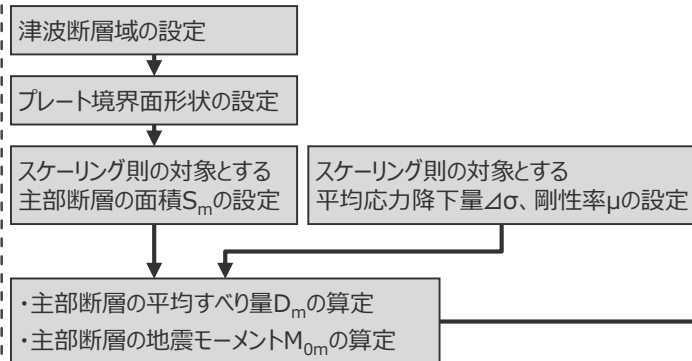 津波断層域の設定
プレート境界面形状の設定
スケーリング則の対象とする
主部断層の面積Smの設定
スケーリング則の対象とする
平均応力降下量⊿σ、剛性率μの設定
・主部断層の平均すべり量Dmの算定
・主部断層の地震モーメントM0mの算定